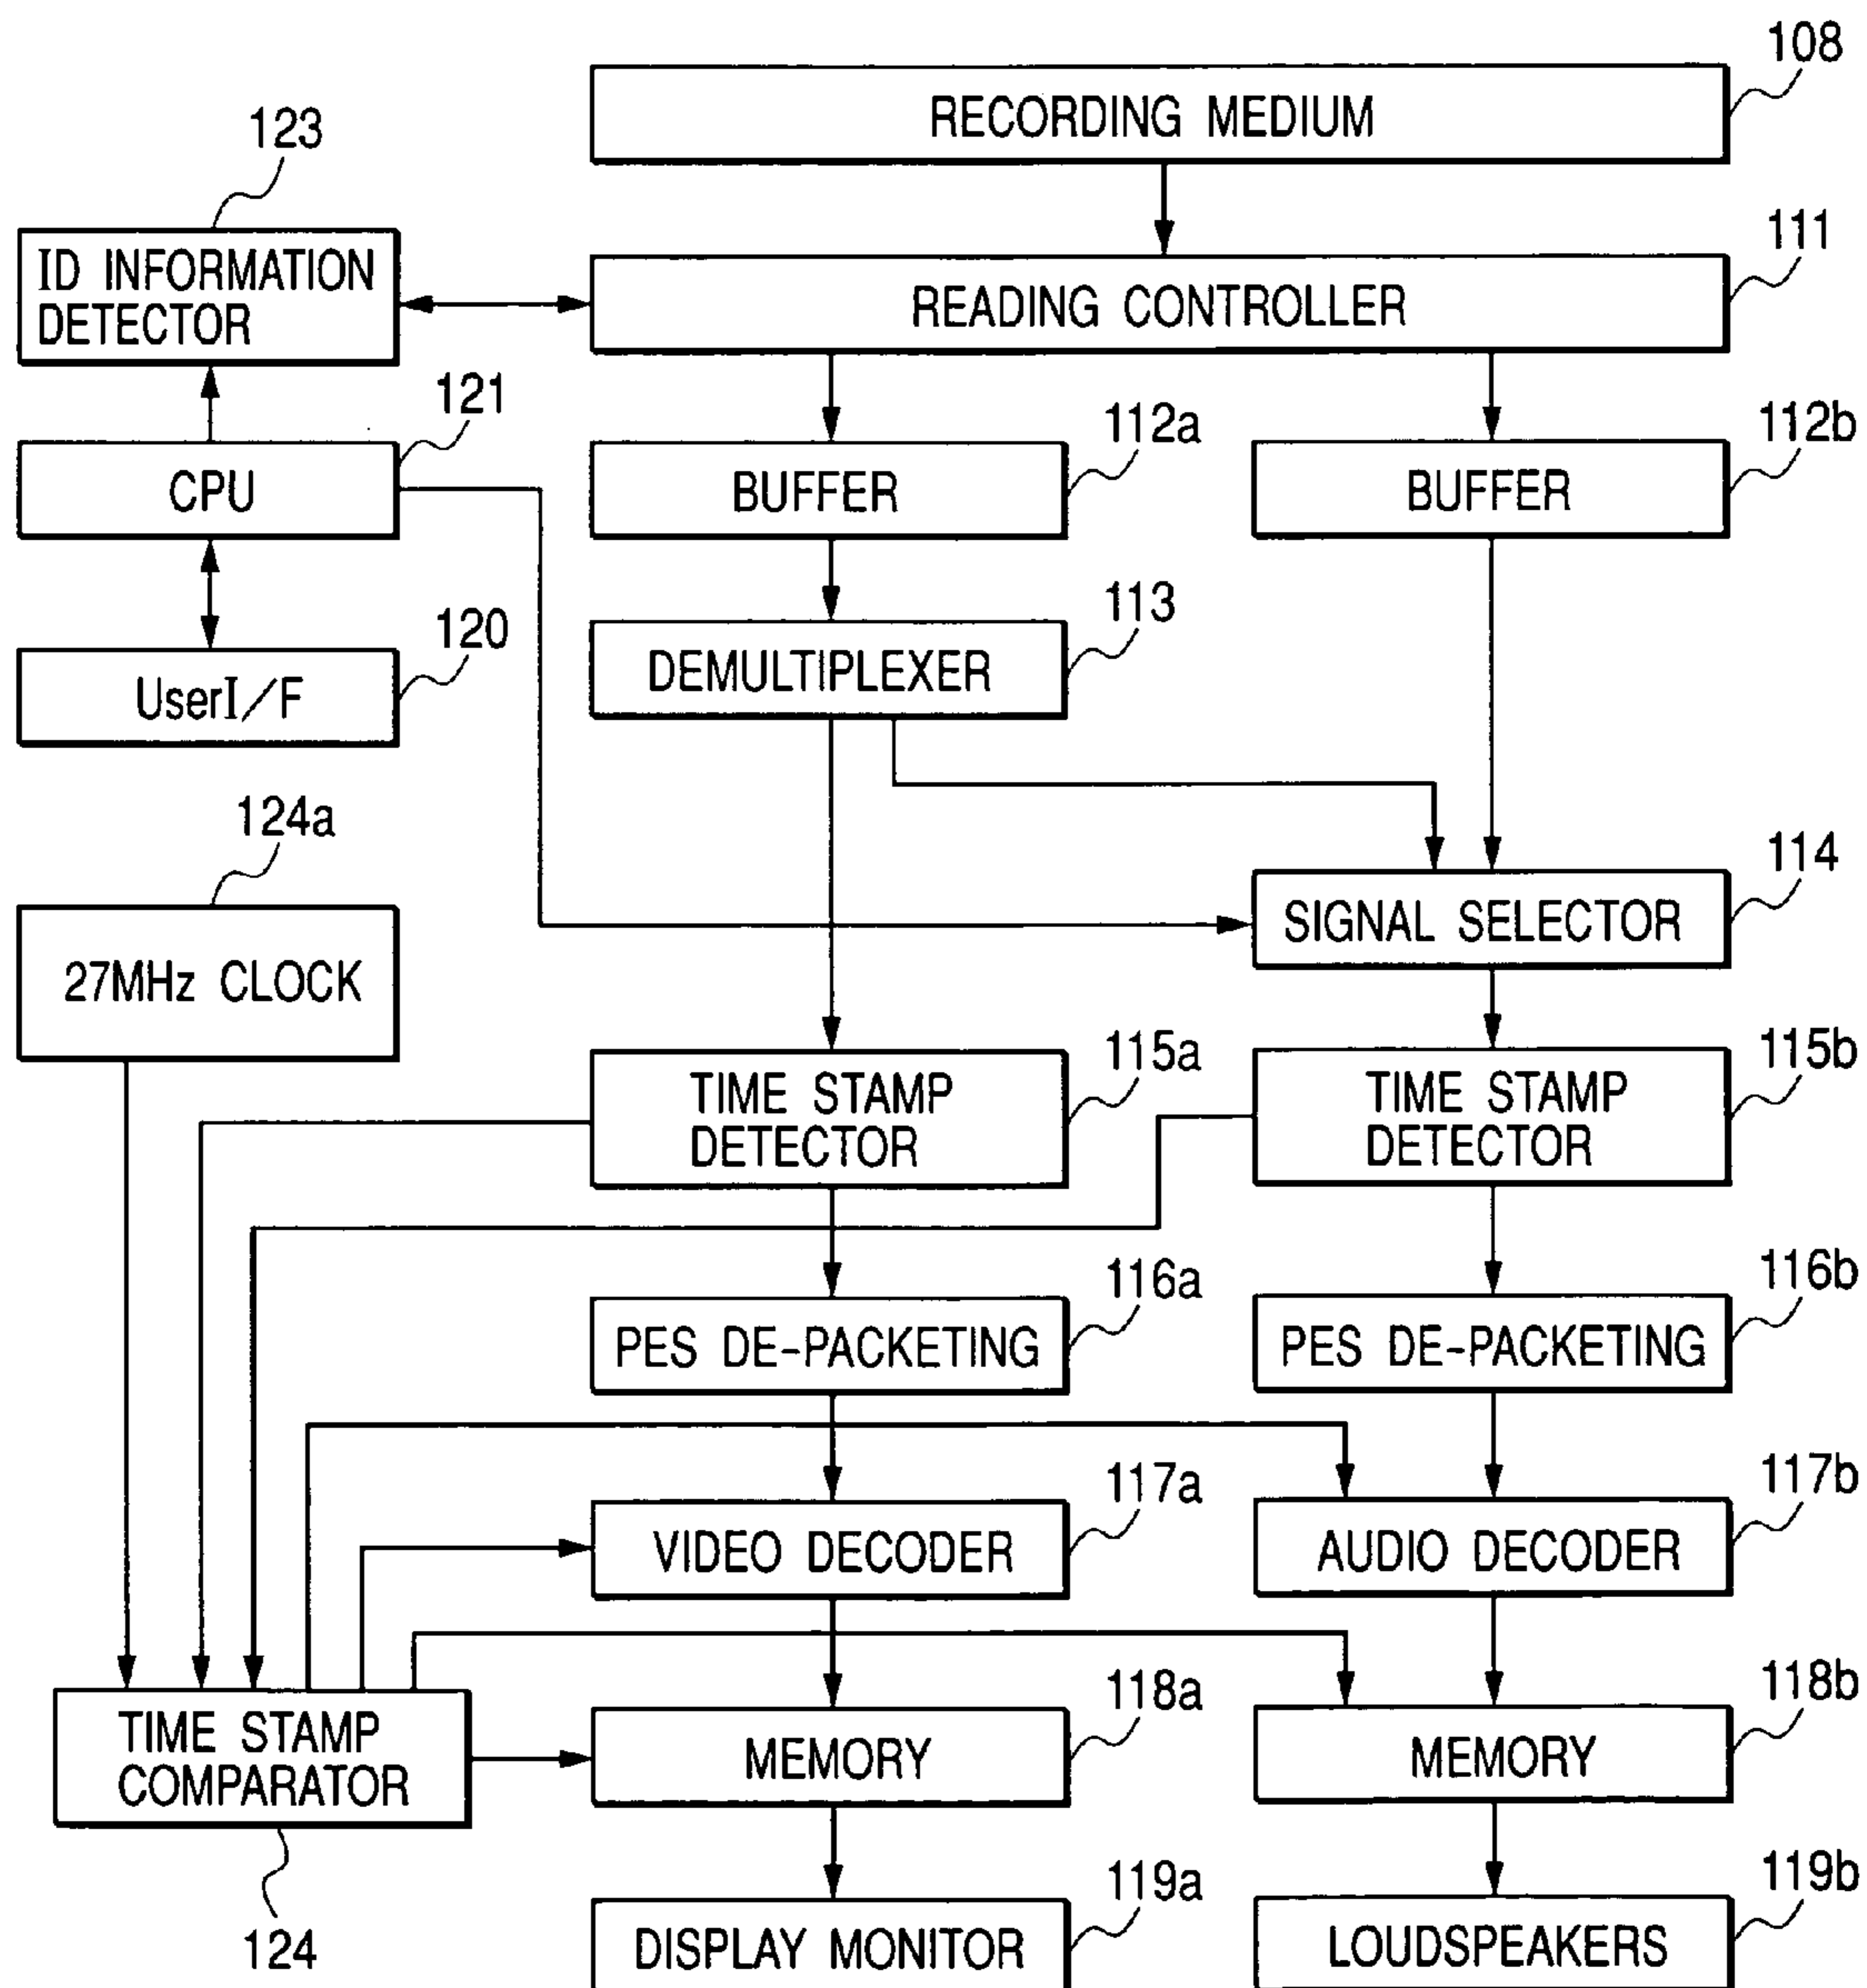 108
RECORDING MEDIUM
123
111
ID INFORMATION
DETECTOR
READING CONTROLLER
121
112a
112b
CPU
BUFFER
BUFFER
120
113
UserI/F
DEMULTIPLEXER
124a
114
27MHz CLOCK
SIGNAL SELECTOR
115a
115b
TIME STAMP
DETECTOR
TIME STAMP
DETECTOR
116a
116b
PES DE-PACKETING
PES DE-PACKETING
117a
117b
VIDEO DECODER
AUDIO DECODER
118a
118b
TIME STAMP
COMPARATOR
MEMORY
MEMORY
124
119a
119b
DISPLAY MONITOR
LOUDSPEAKERS